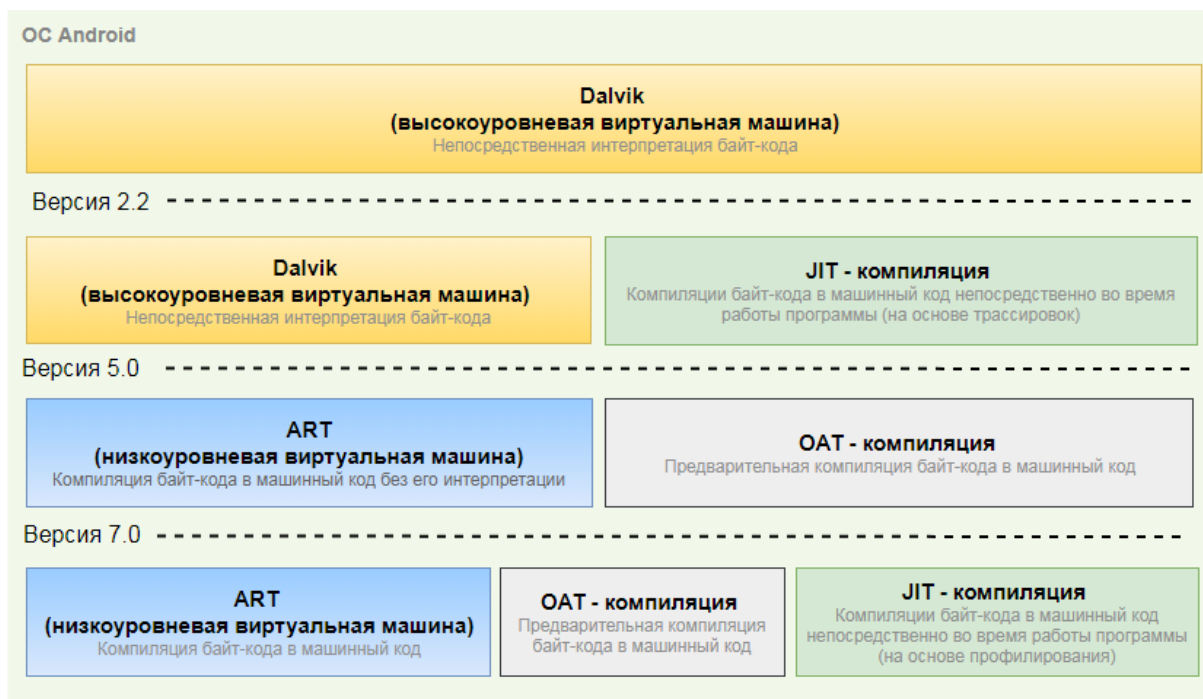 ОС Android
Dalvik
(высокоуровневая виртуальная машина)
Непосредственная интерпретация байт-кода
Версия 2.2
Dalvik
(высокоуровневая виртуальная машина)
Непосредственная интерпретация байт-кода
JIT - компиляция
Компиляции байт-кода в машинный код непосредственно во время
работы программы (на основе трассировок)
Версия 5.0
ART
(низкоуровневая виртуальная машина)
Компиляция байт-кода в машинный код без его интерпретации
OAT - компиляция
Предварительная компиляция байт-кода в машинный код
Версия 7.0
ART
(низкоуровневая виртуальная машина)
Компиляция байт-кода в машинный код
OAT - компиляция
Предварительная компиляция
байт-кода в машинный код
JIT - компиляция
Компиляции байт-кода в машинный код
непосредственно во время работы программы
(на основе профилирования)